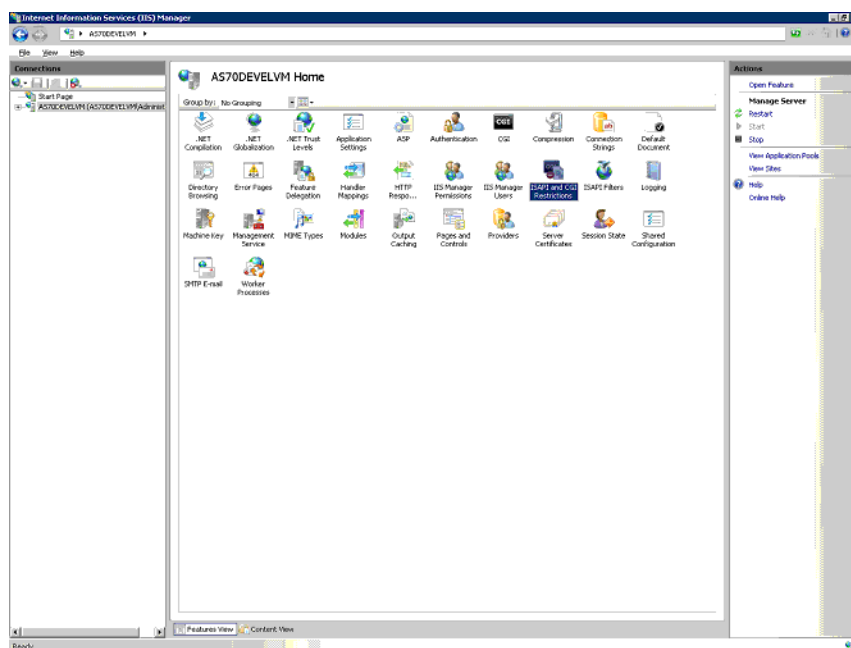 Internet Information Services (IIS) Manager
AS70DEVELVM
File View Help
Connections
Start Page
AS70DEVELVM (AS70DEVELVM\Administ
AS70DEVELVM Home
Group by: No Grouping
.NET Compilation
.NET Globalization
.NET Trust Levels
Application Settings
ASP
Authentication
CGI
CGI
Compression
Connection Strings
ab
Default Document
Directory Browsing
Error Pages
Feature Delegation
Handler Mappings
HTTP Respo...
IIS Manager Permissions
IIS Manager Users
ISAPI and CGI Restrictions
ISAPI Filters
Logging
Machine Key
Management Service
MIME Types
Modules
Output Caching
Pages and Controls
Providers
Server Certificates
Session State
Shared Configuration
SMTP E-mail
Worker Processes
Features View
Content View
Ready
Actions
Open Feature
Manage Server
Restart
Start
Stop
View Application Pools
View Sites
Help
Online Help